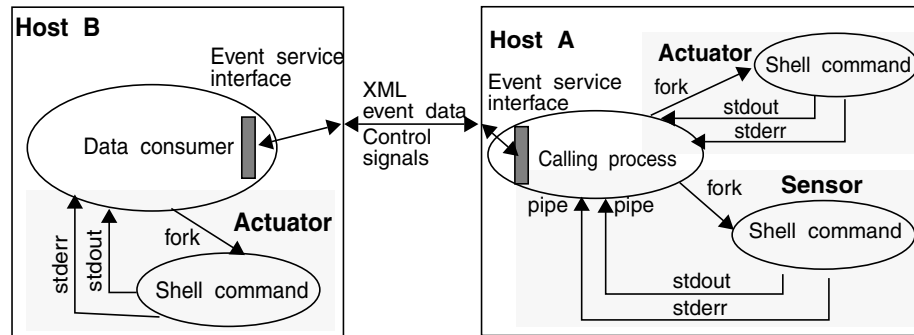 Host B
Event service
interface
Data consumer
Actuator
fork
stderr
stdout
Shell command
XML
event data
Control
signals
Host A
Event service
interface
Calling process
Actuator
Shell command
fork
stdout
stderr
pipe
pipe
fork
Sensor
Shell command
stdout
stderr